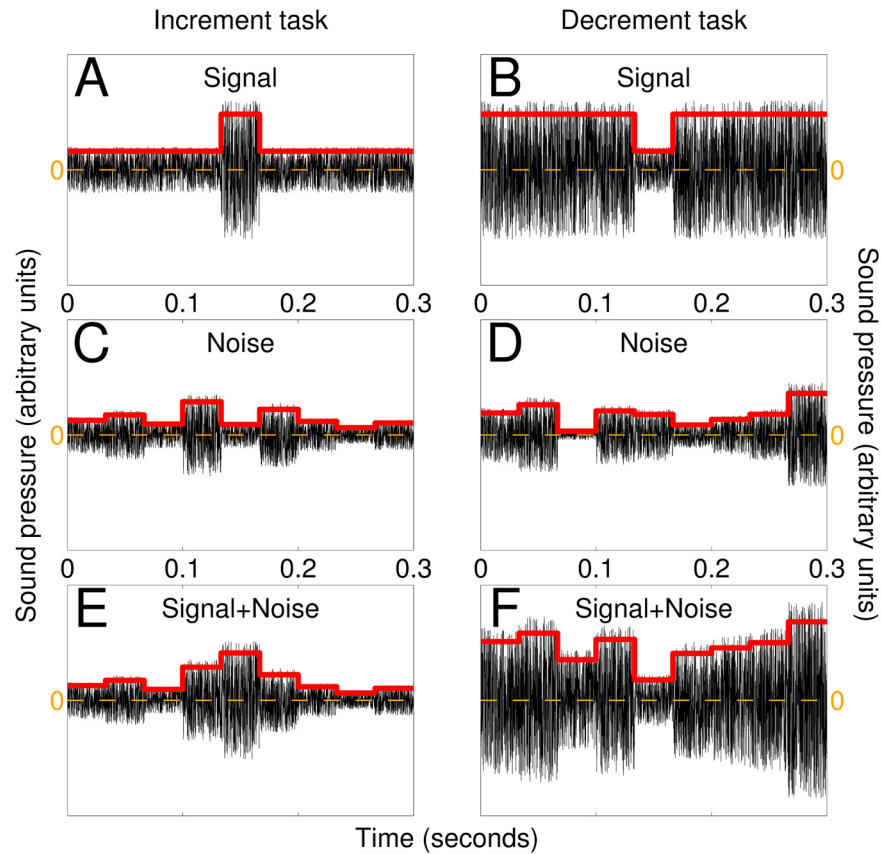 Increment task
Decrement task
A
Signal
B
Signal
0
0
0 0.1 0.2 0.3
0 0.1 0.2 0.3
C
Noise
D
Noise
0
0
0 0.1 0.2 0.3
0 0.1 0.2 0.3
E
Signal+Noise
F
Signal+Noise
0
0
Sound pressure (arbitrary units)
Sound pressure (arbitrary units)
Time (seconds)